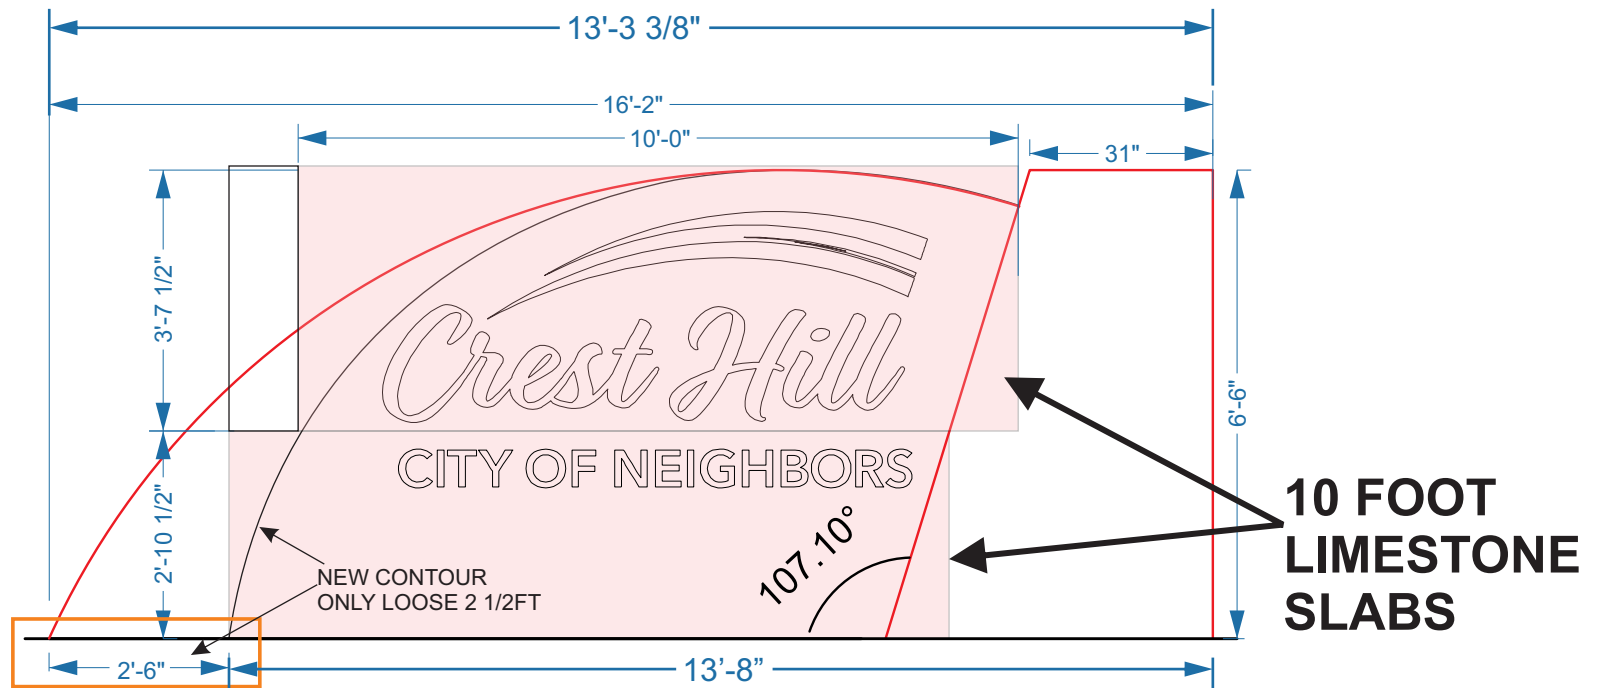 13'-3 3/8"
16'-2"
10'-0"
31"
3'-7 1/2"
6'-6"
Crest Hill
CITY OF NEIGHBORS
10 FOOT
LIMESTONE
SLABS
2'-10 1/2"
107.10°
NEW CONTOUR
ONLY LOOSE 2 1/2FT
2'-6"
13’-8”